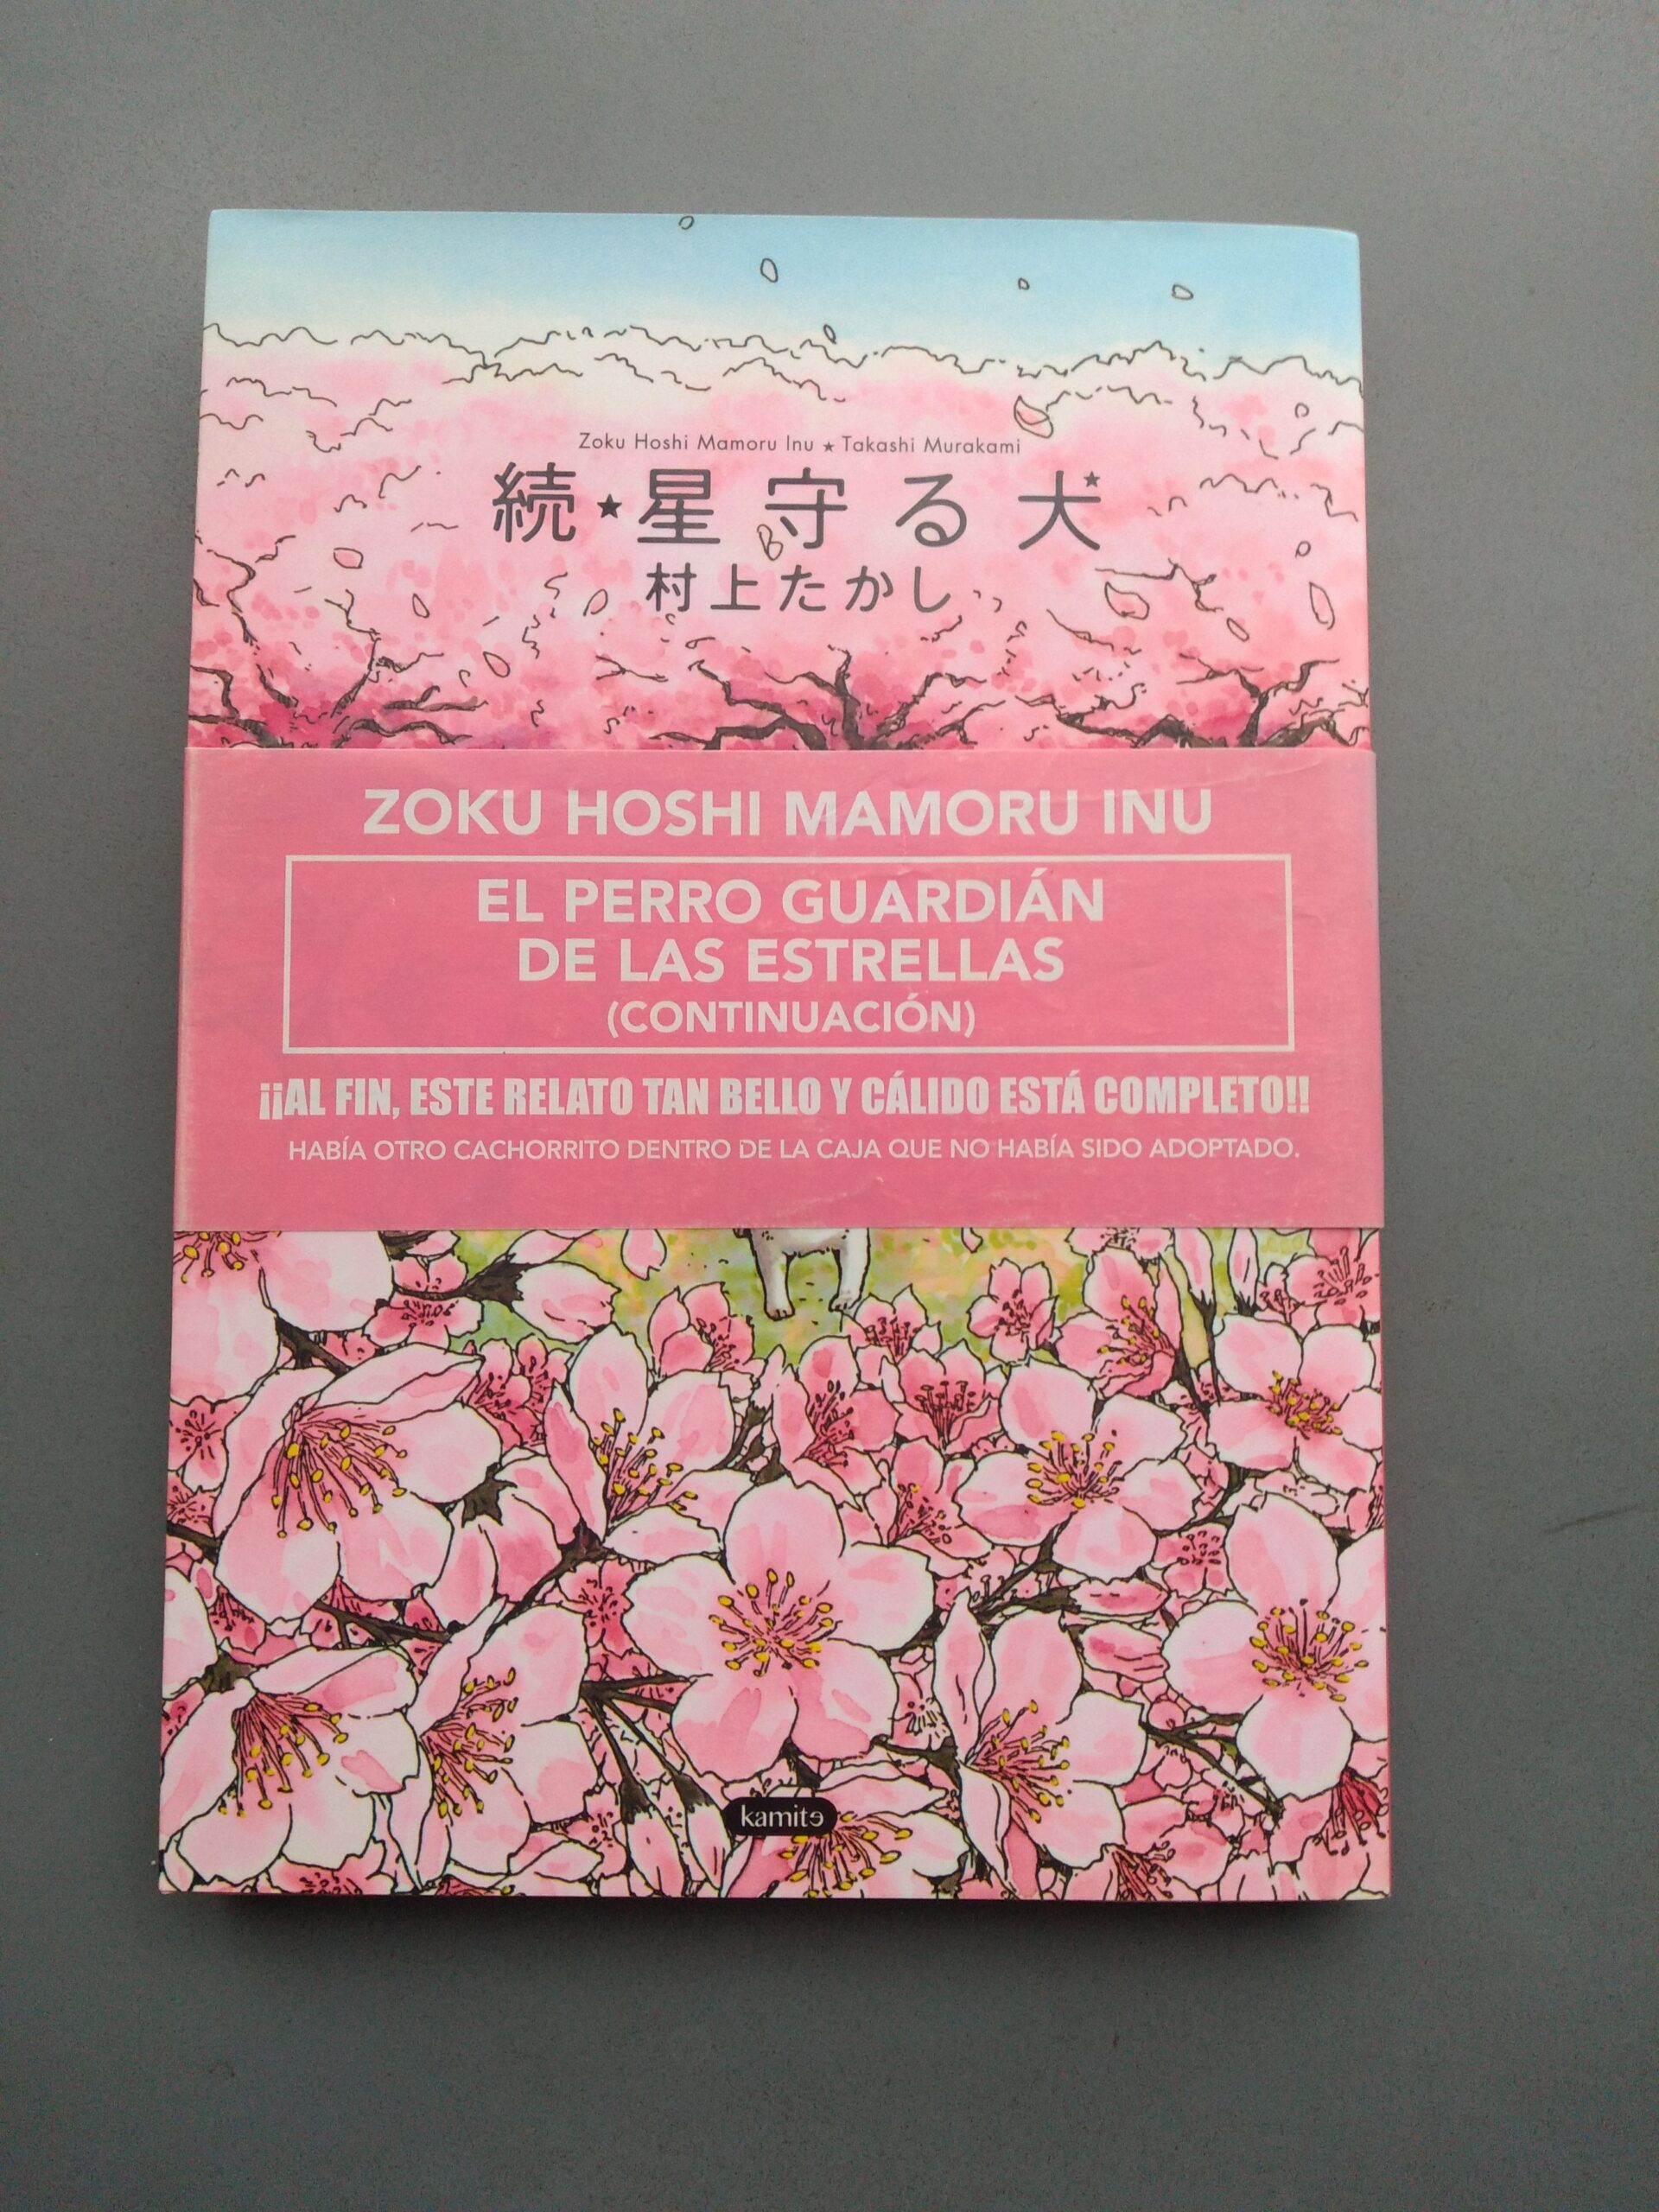 Zoku Hoshi Mamoru Inu ★ Takashi Murakami
続★星守る犬
村上たかし
ZOKU HOSHI MAMORU INU
EL PERRO GUARDIÁN
DE LAS ESTRELLAS
(CONTINUACIÓN)
¡¡AL FIN, ESTE RELATO TAN BELLO Y CÁLIDO ESTÁ COMPLETO!!
HABÍA OTRO CACHORRITO DENTRO DE LA CAJA QUE NO HABÍA SIDO ADOPTADO.
kamite